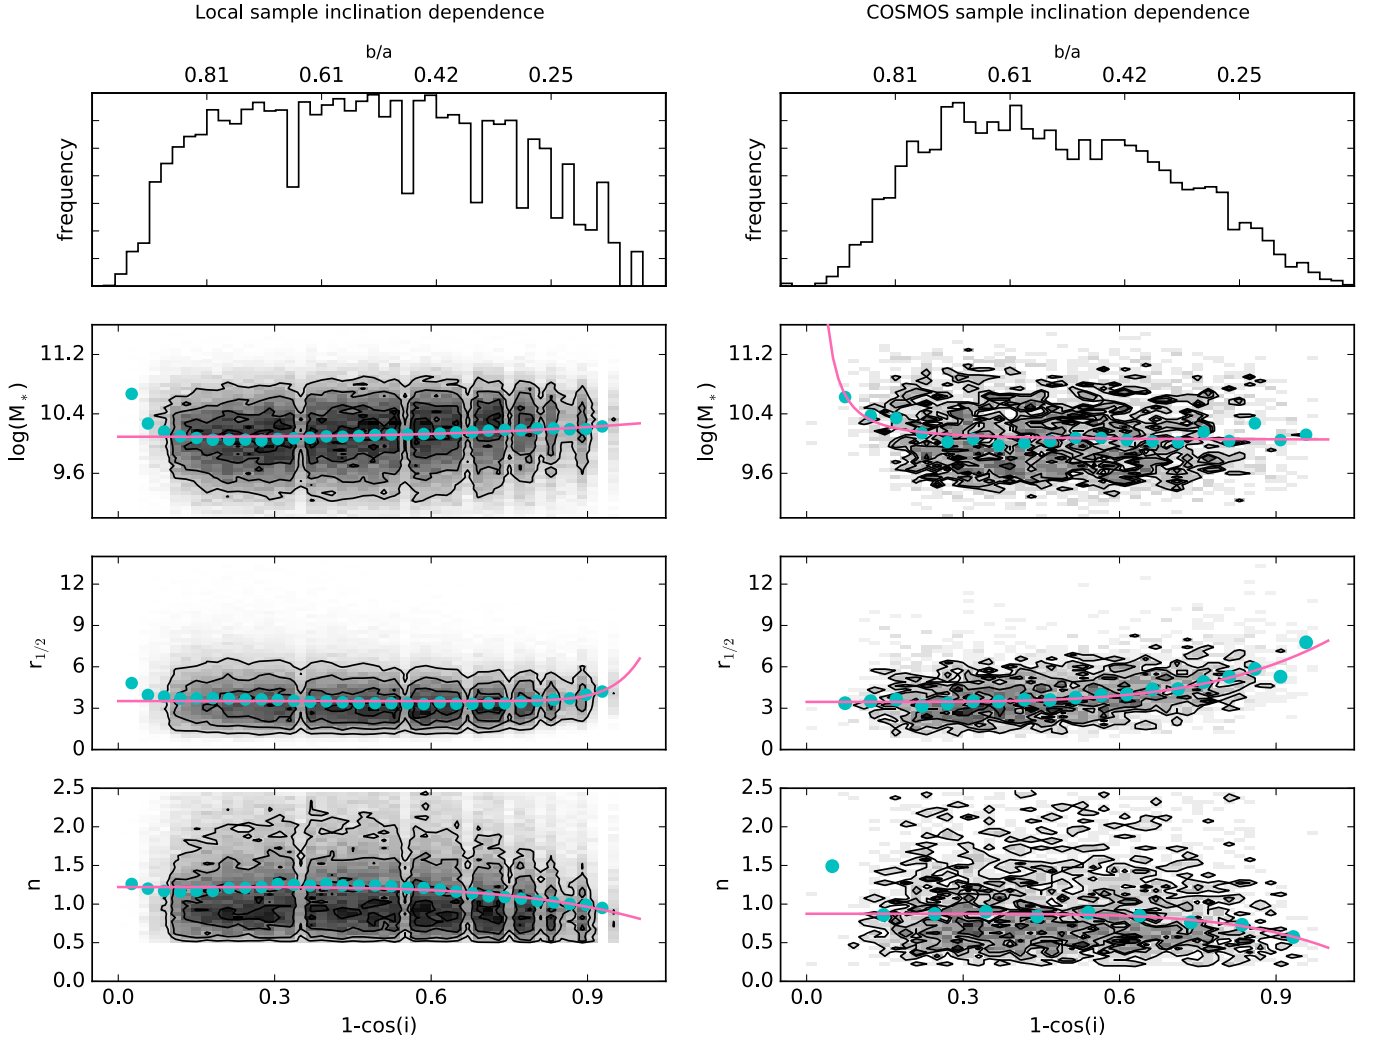 Local sample inclination dependence
COSMOS sample inclination dependence
b/a
b/a
0.81 0.61 0.42 0.25
0.81 0.61 0.42 0.25
frequency
frequency
11.2
10.4
9.6
log(M*)
11.2
10.4
9.6
log(M*)
12
9
6
3
0
r1/2
12
9
6
3
0
r1/2
2.5
2.0
1.5
1.0
0.5
0.0
n
2.5
2.0
1.5
1.0
0.5
0.0
n
0.0 0.3 0.6 0.9
0.0 0.3 0.6 0.9
1-cos(i)
1-cos(i)